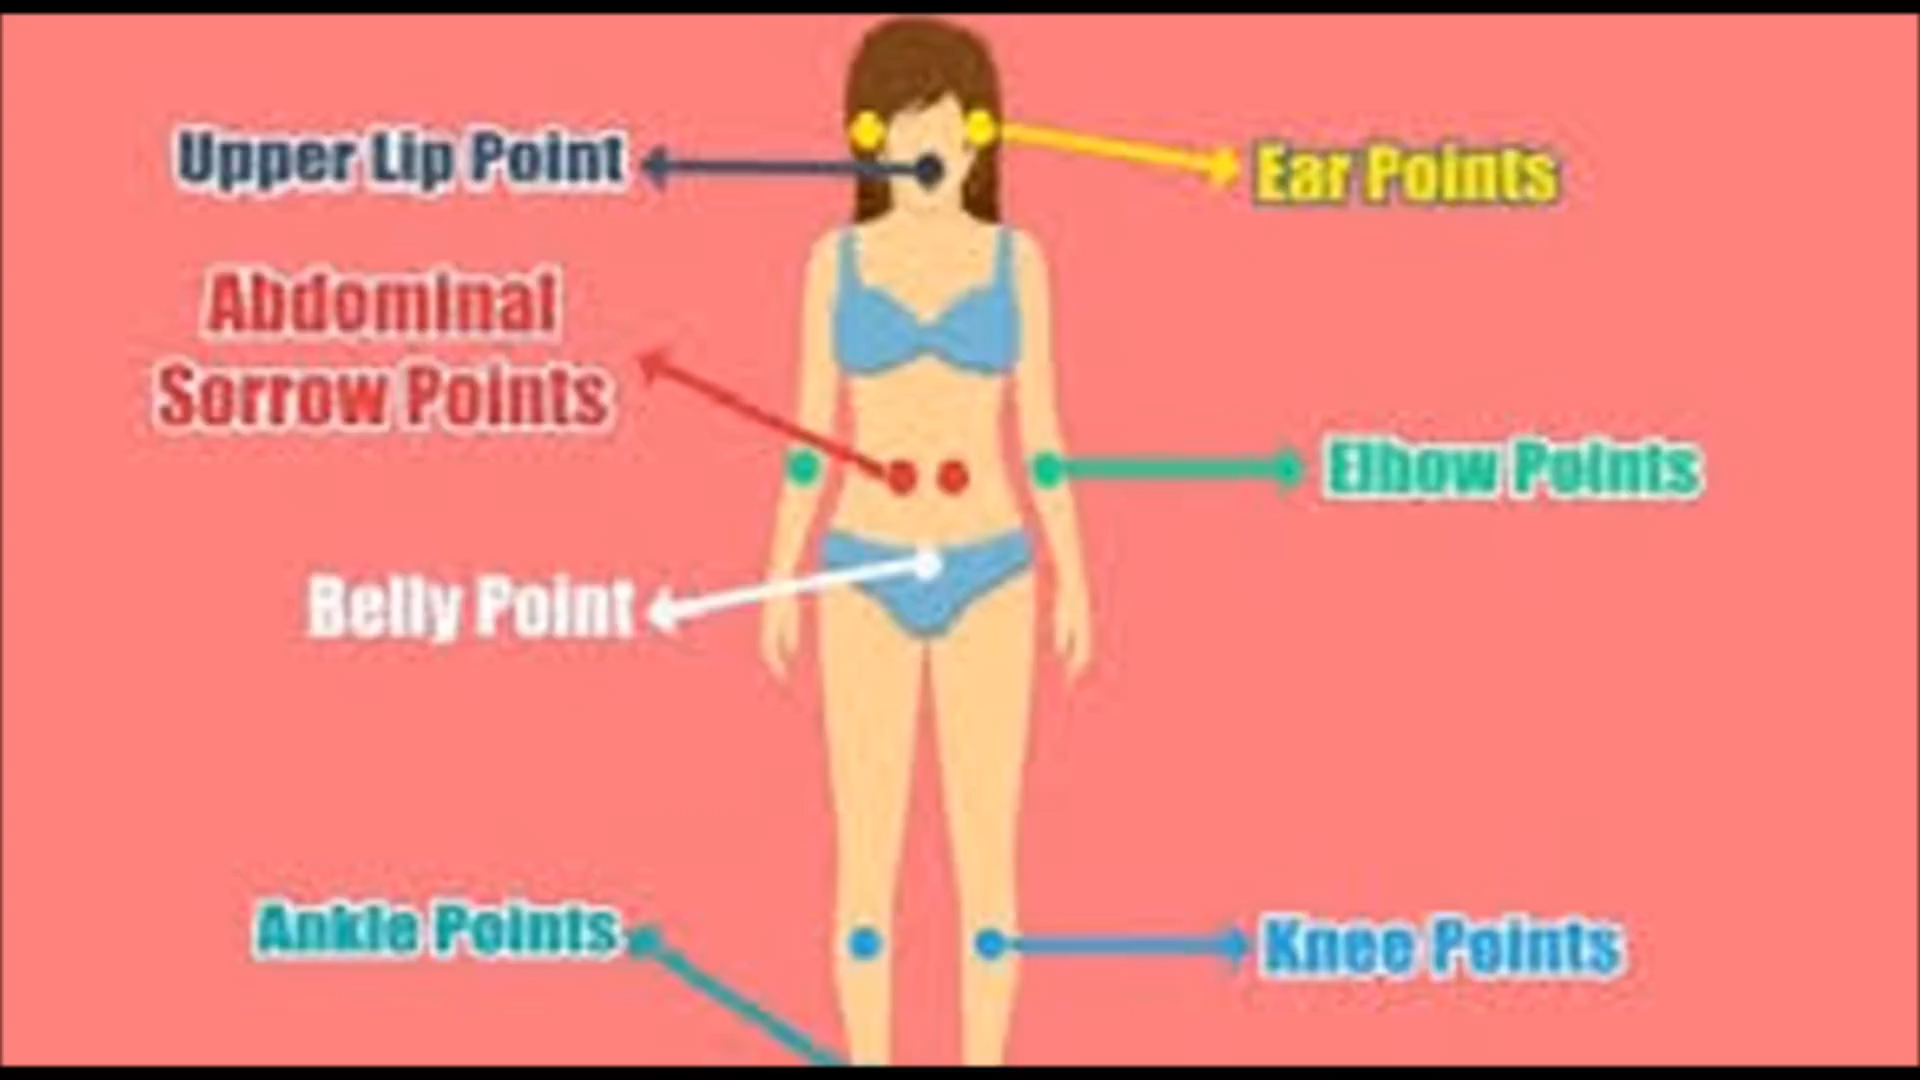 Upper Lip Point
Ear Points
Abdominal
Sorrow Points
Elbow Points
Belly Point
Ankle Points
Knee Points